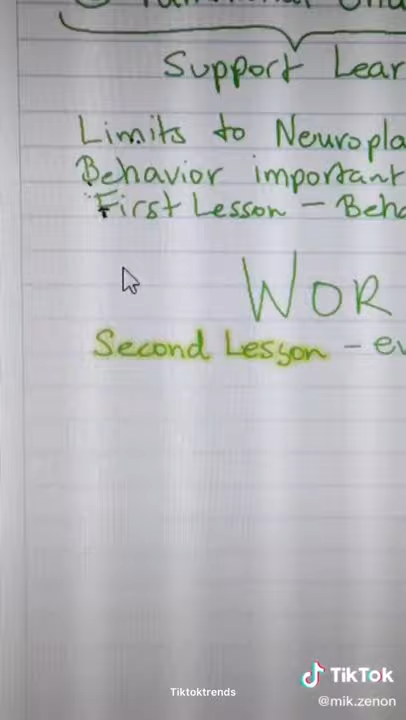 Support Lear
Limits to Neuropla
Behavior important
First Lesson - Beha
WOR
Second Lesson - ev
Tiktoktrends
TikTok
@mik.zenon